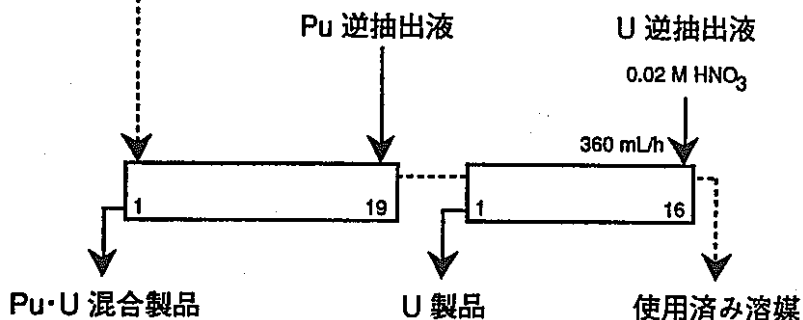 Pu 逆抽出液
U 逆抽出液
0.02 M HNO3
360 mL/h
1
19
1
16
Pu・U 混合製品
U 製品
使用済み溶媒